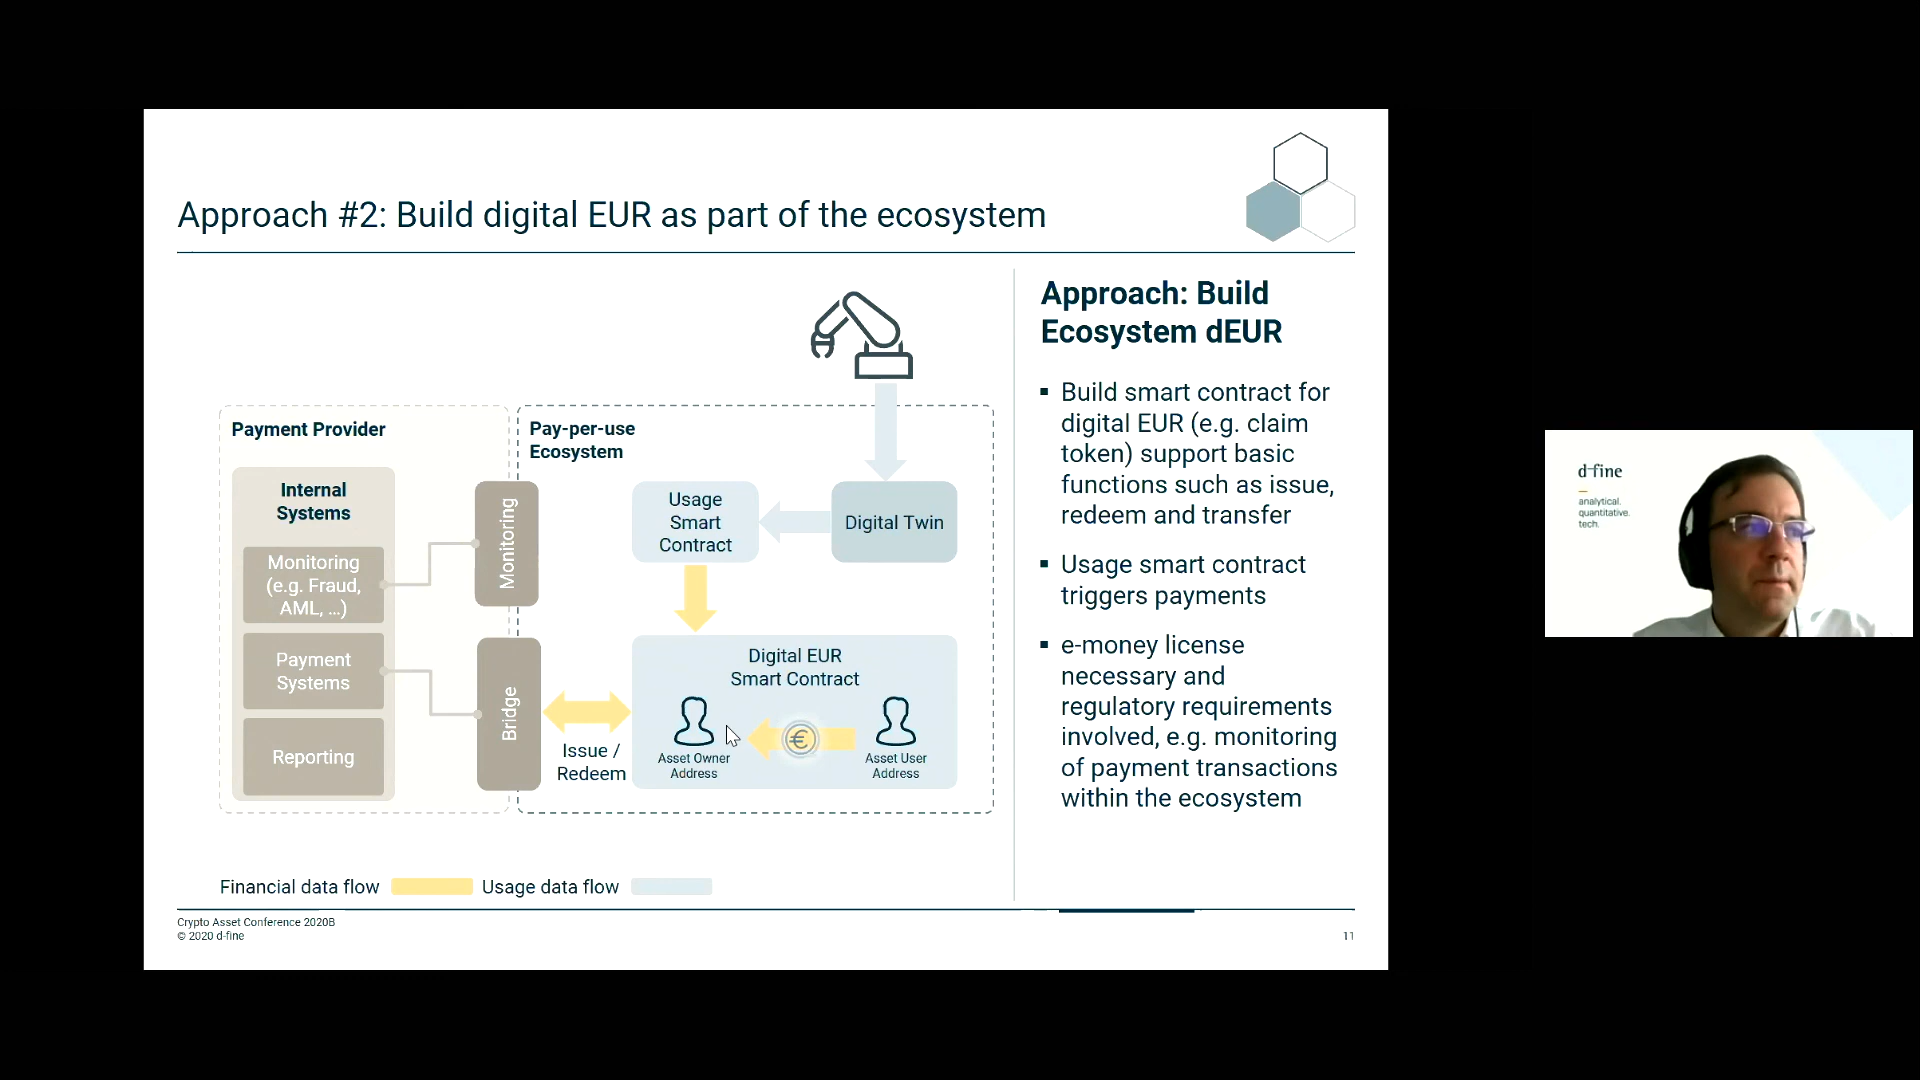 Approach #2: Build digital EUR as part of the ecosystem
Payment Provider
Internal
Systems
Monitoring
(e.g. Fraud,
AML, ...)
Payment
Systems
Reporting
Monitoring
Bridge
Pay-per-use
Ecosystem
Usage
Smart
Contract
Digital Twin
Issue /
Redeem
Digital EUR
Smart Contract
€
Asset Owner
Address
Asset User
Address
Financial data flow
Usage data flow
Approach: Build
Ecosystem dEUR
▪ Build smart contract for
digital EUR (e.g. claim
token) support basic
functions such as issue,
redeem and transfer
▪ Usage smart contract
triggers payments
▪ e-money license
necessary and
regulatory requirements
involved, e.g. monitoring
of payment transactions
within the ecosystem
Crypto Asset Conference 2020B
© 2020 d-fine
11
d-fine
analytical.
quantitative.
tech.